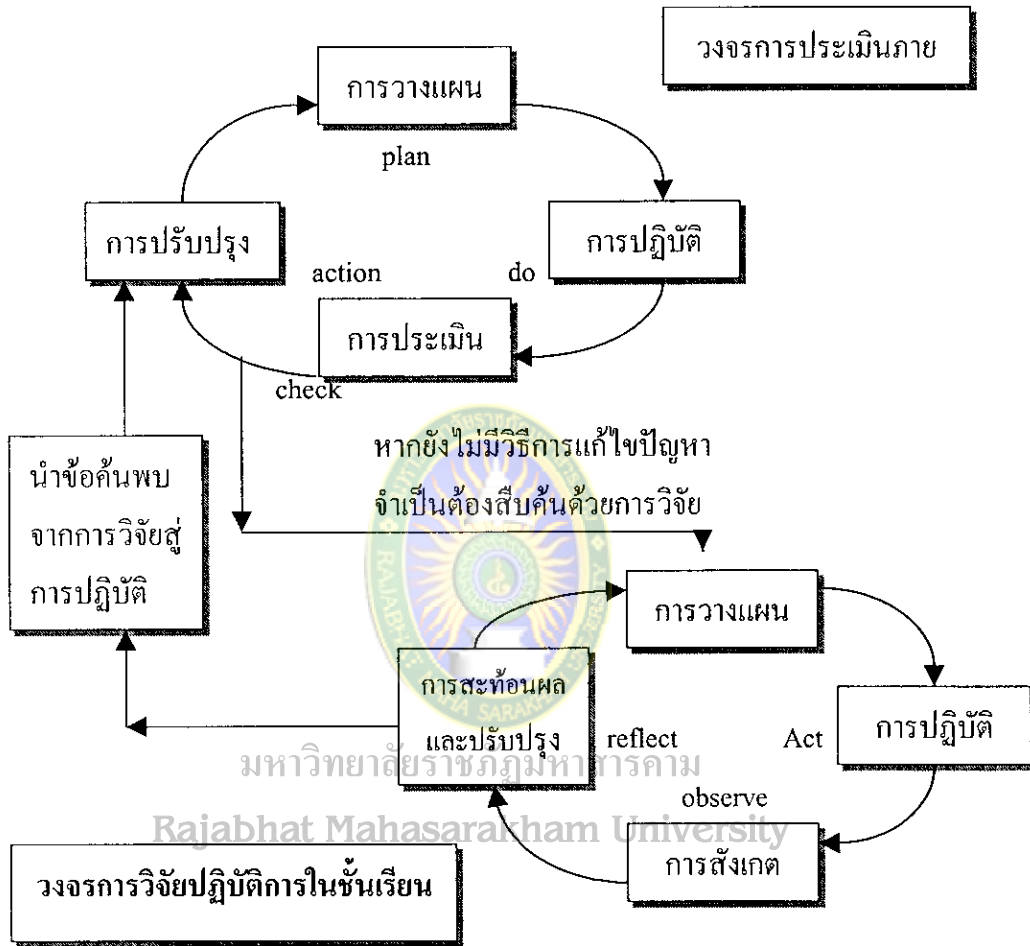 วงจรการประเมินภาย
การวางแผน
plan
การปรับปรุง
การปฏิบัติ
action
do
การประเมิน
check
หากยังไม่มีวิธีการแก้ไขปัญหา
จำเป็นต้องสืบค้นด้วยการวิจัย
นำข้อค้นพบ
จากการวิจัยสู่
การปฏิบัติ
การวางแผน
การสะท้อนผล
และปรับปรุง
reflect
Act
การปฏิบัติ
มหาวิทยาลัยราชภัฏมหาสารคาม
observe
Rajabhat Mahasarakham University
การสังเกต
วงจรการวิจัยปฏิบัติการในชั้นเรียน